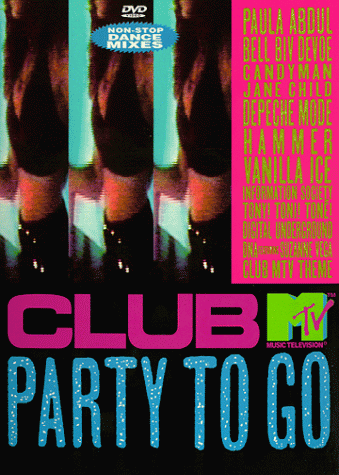 DVD
VIDEO
NON-STOP
DANCE
MIXES
PAULA ABDUL
BELL BIV DEVOE
CANDYMAN
JANE CHILD
DEPECHE MODE
HAMMER
VANILLA ICE
INFORMATION SOCIETY
TONY! TONI! TONÉ!
DIGITAL UNDERGROUND
DNA SUZANNE VEGA
CLUB MTV THEME
CLUB
MTV
TM
MUSIC TELEVISION®
PARTY TO GO